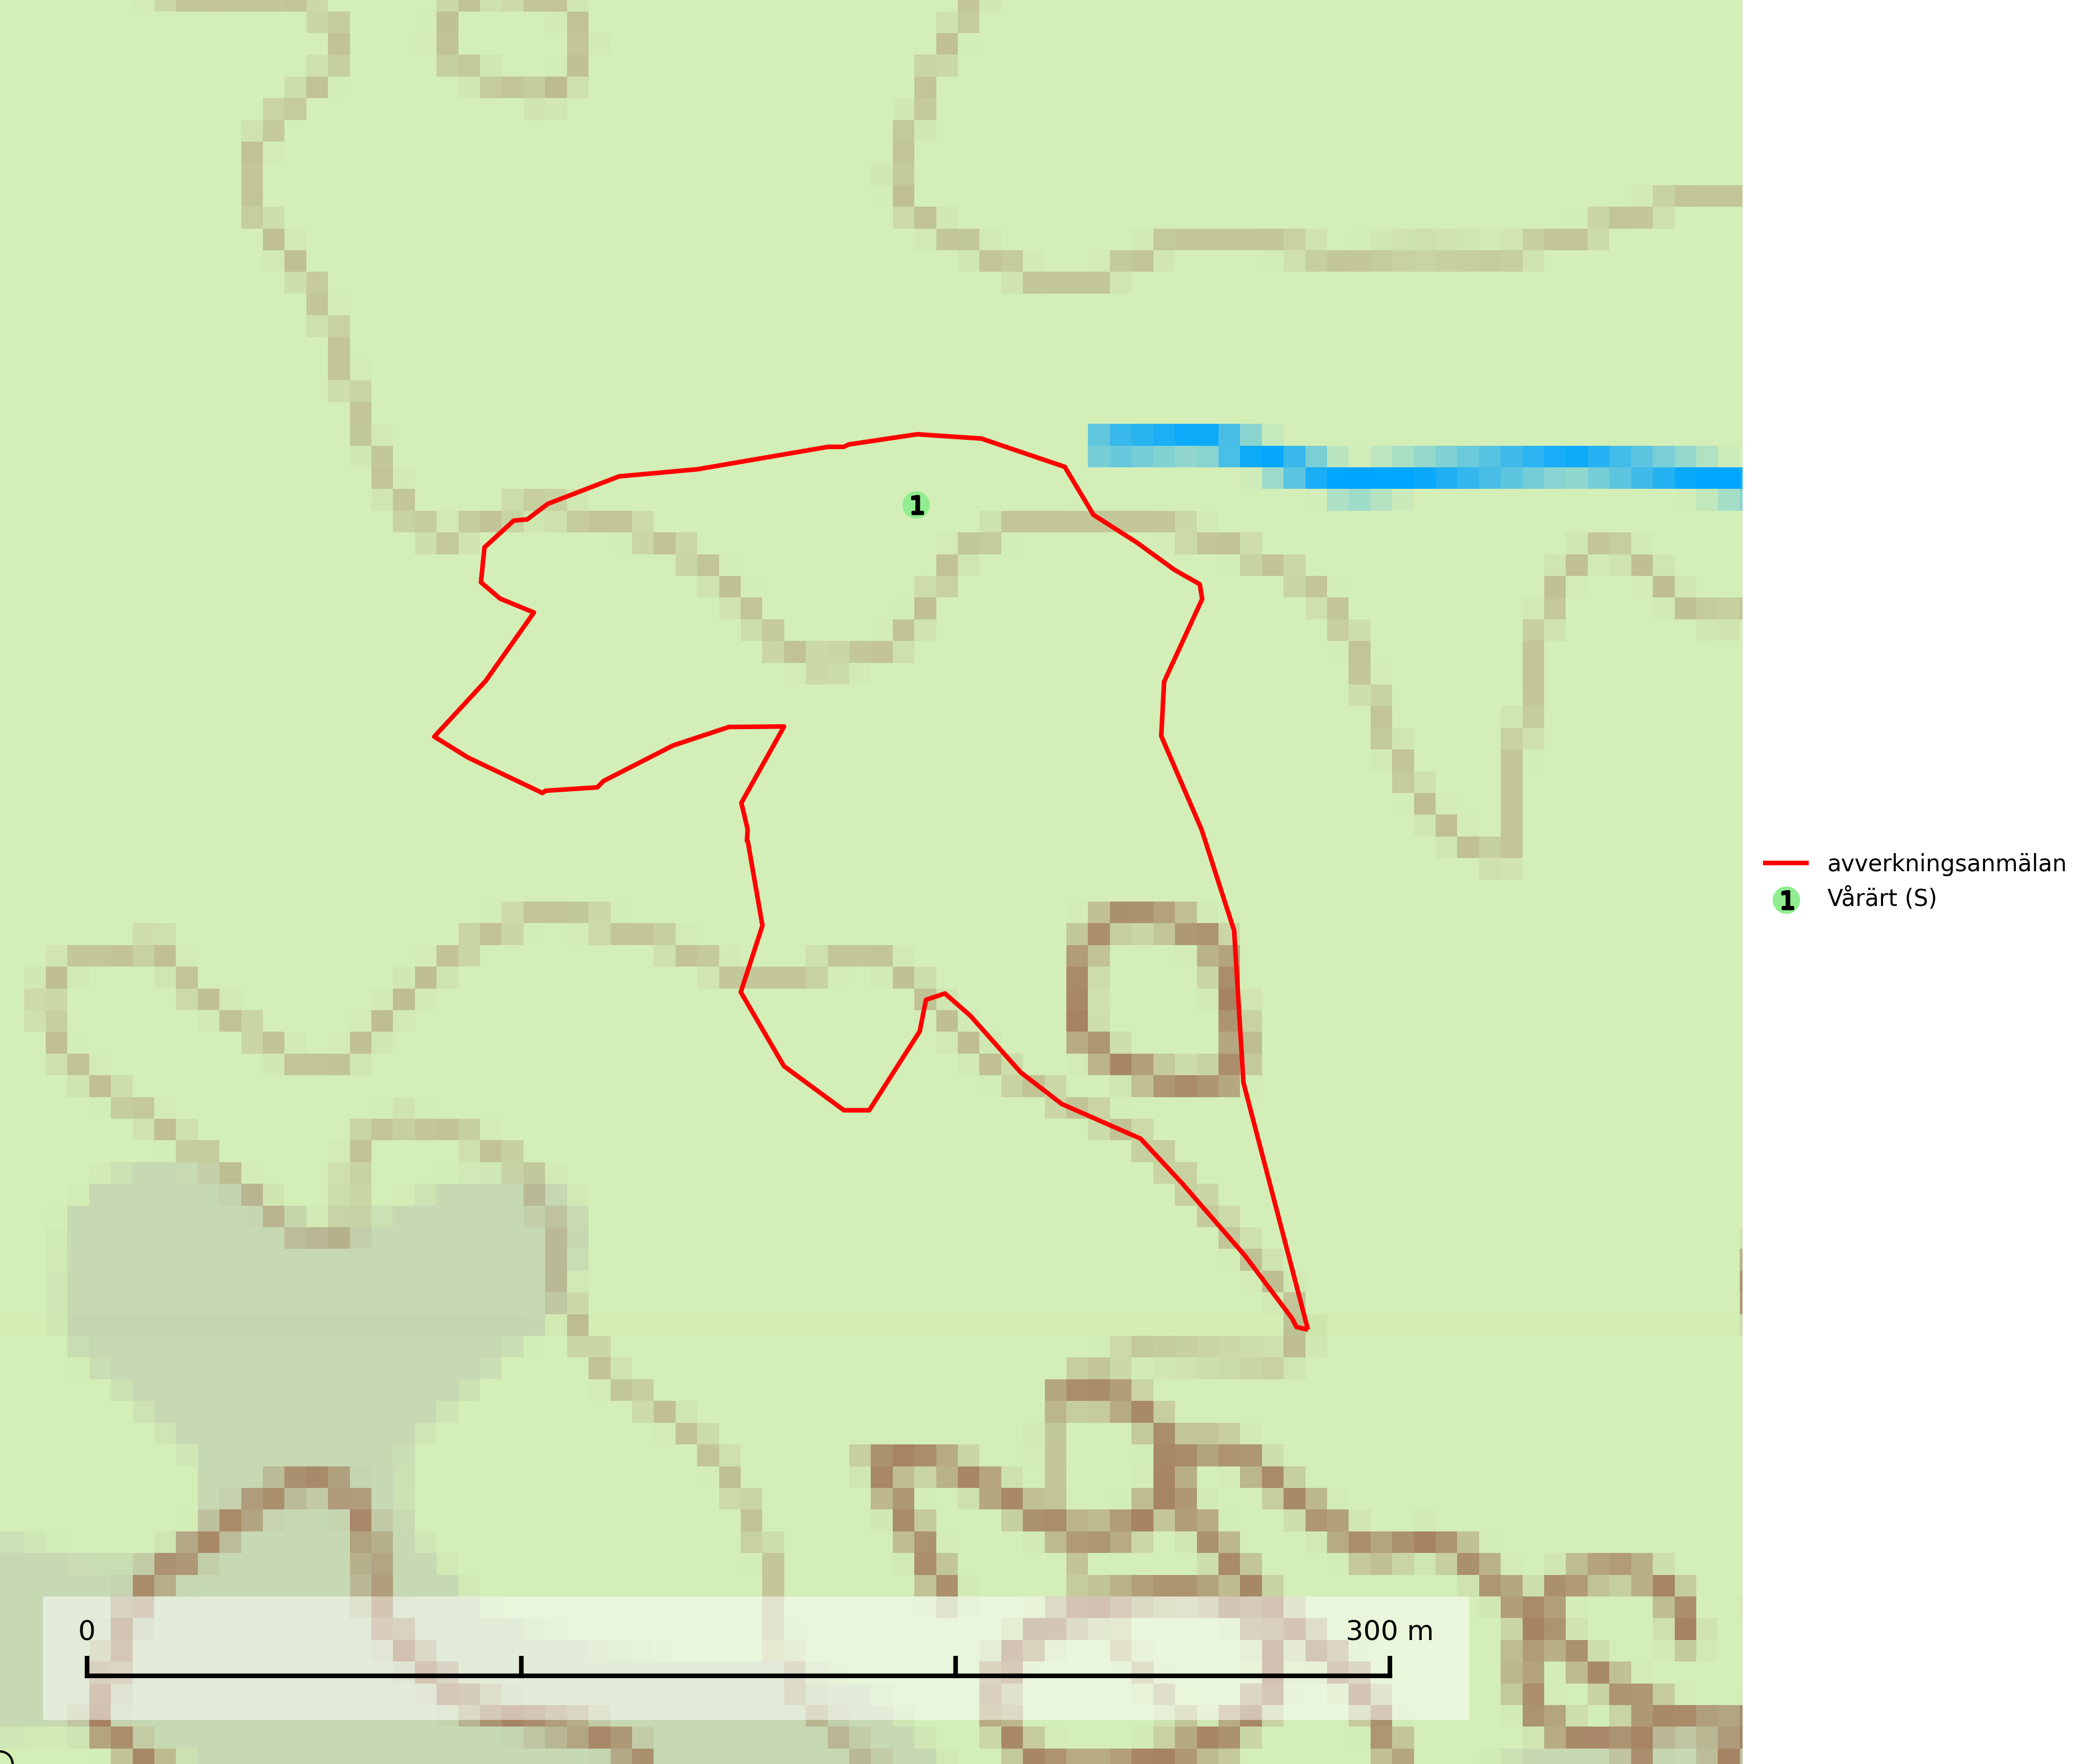 1
avverkningsanmälan
1 Vårärt (S)
0 300 m